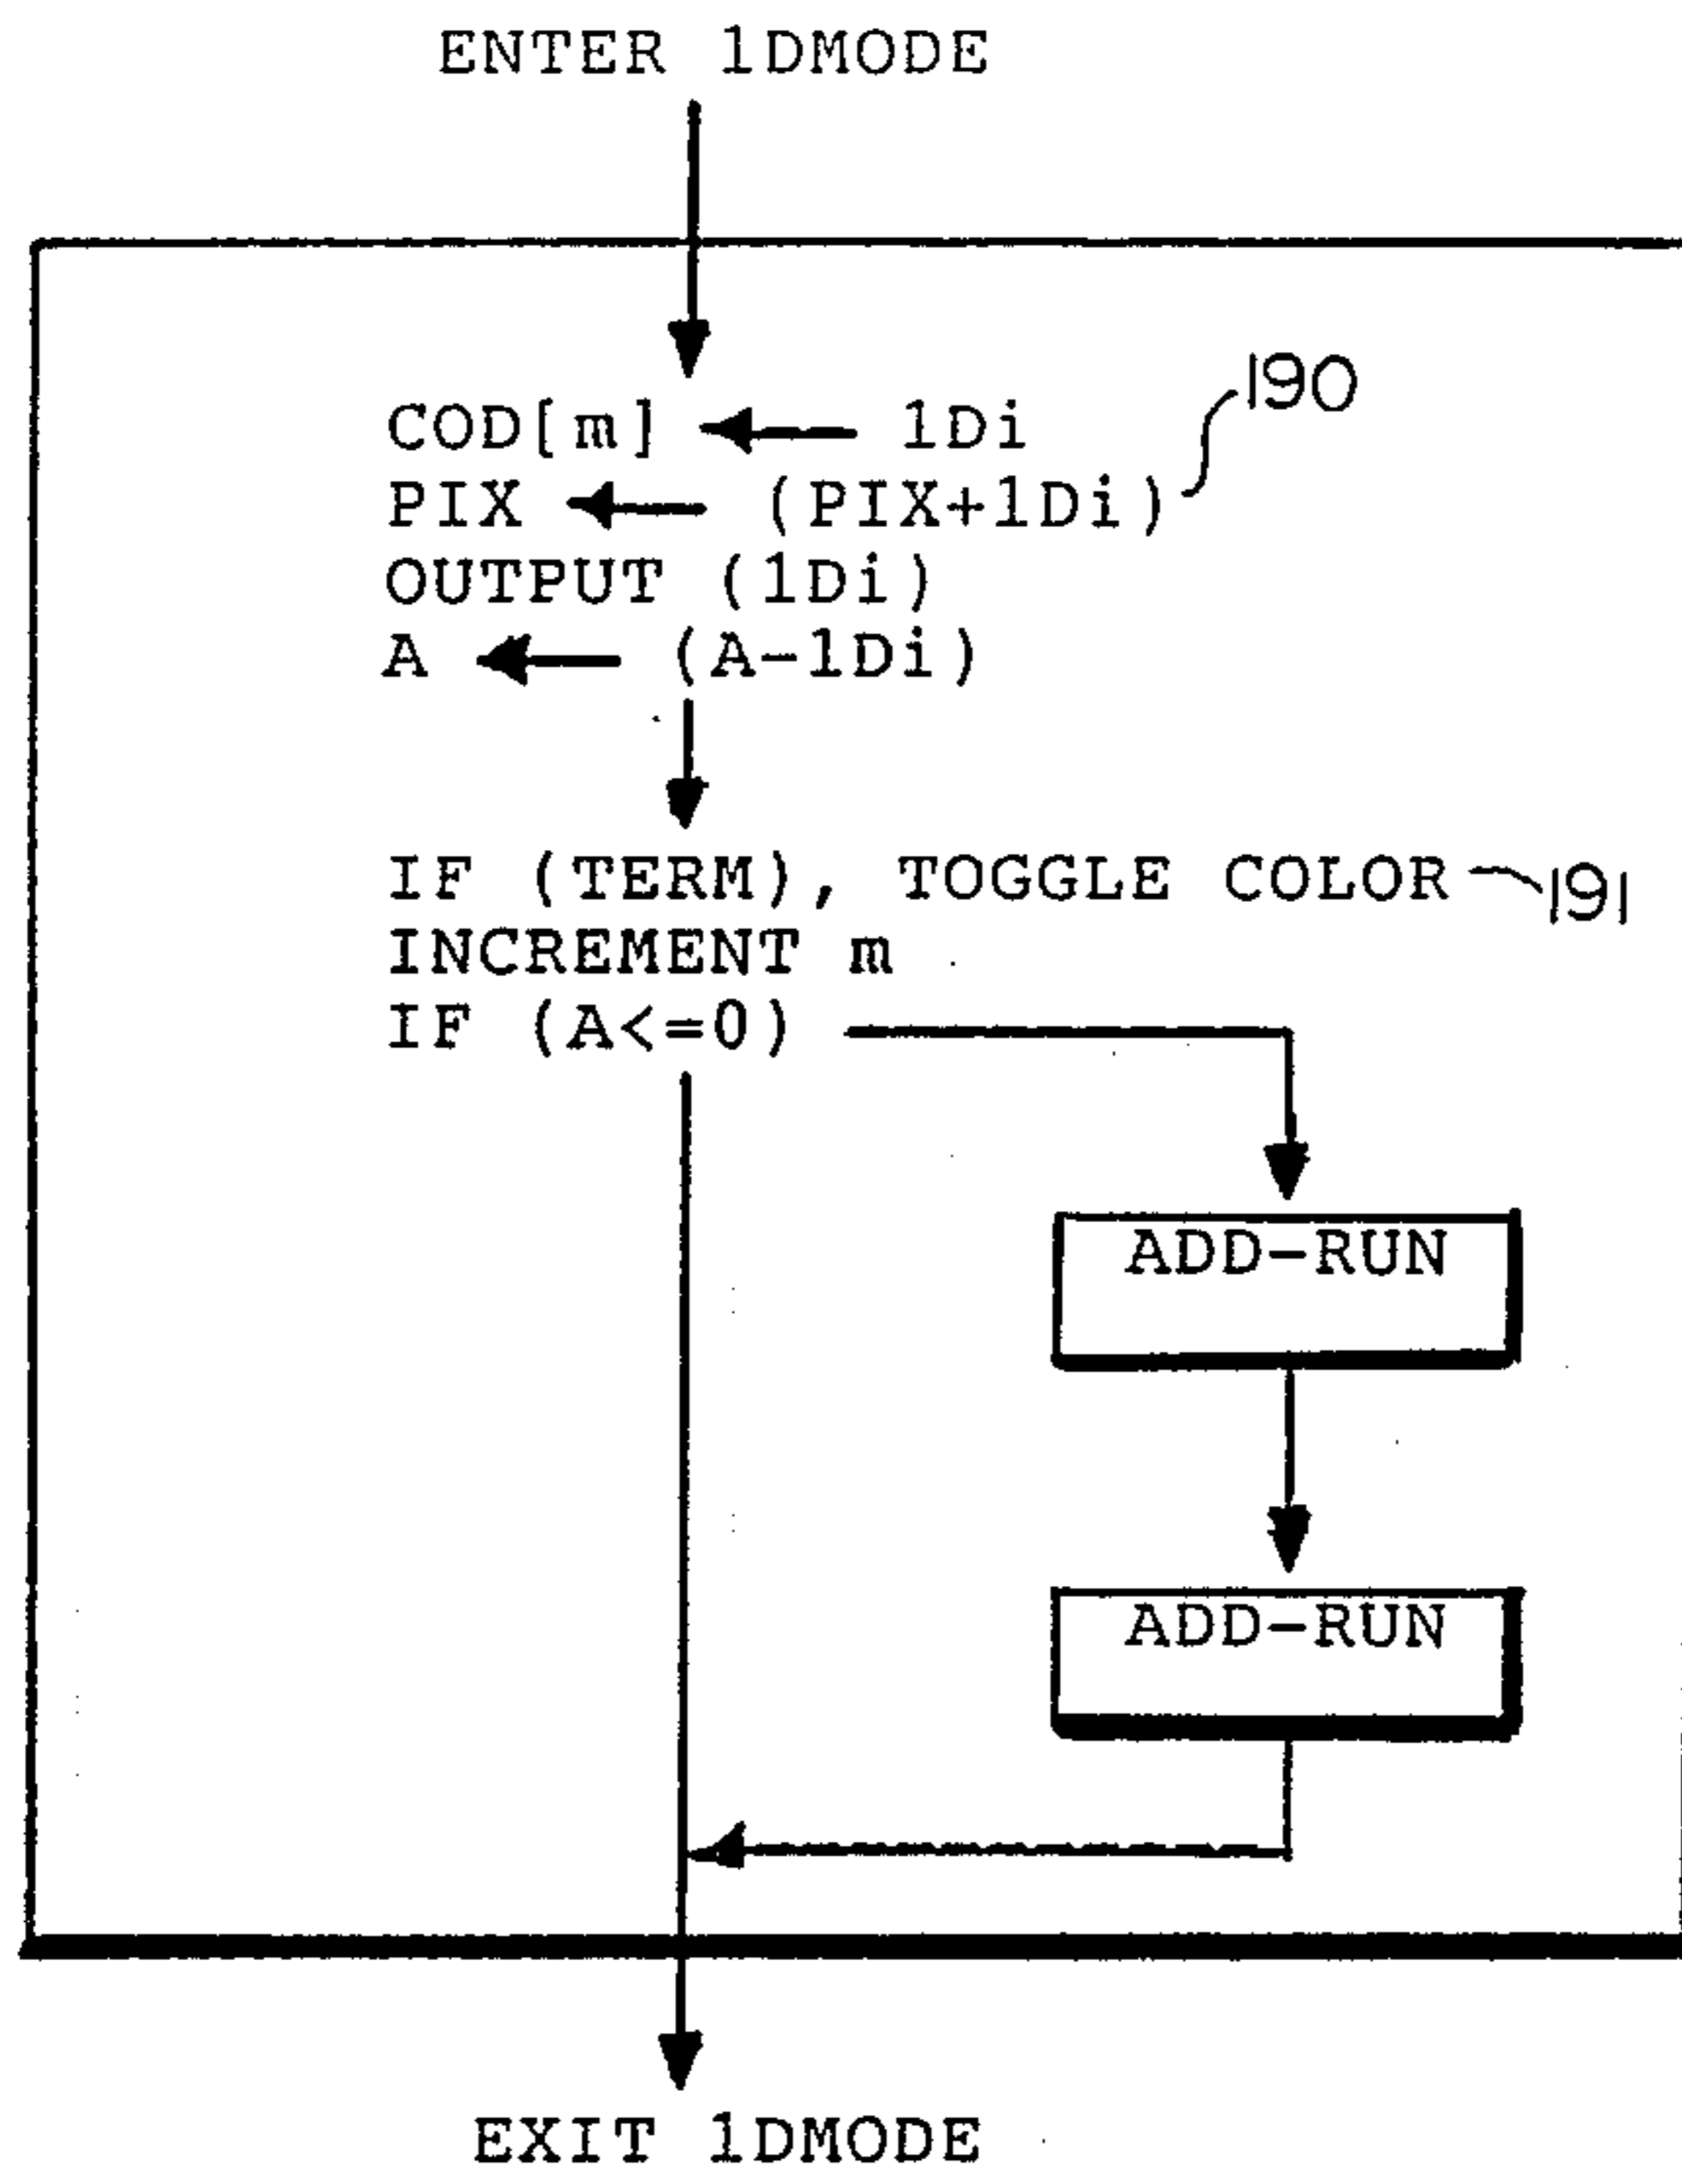 ENTER 1DMODE
COD[m] ← 1Di
190
PIX ← (PIX+1Di)
OUTPUT (1Di)
A ← (A-1Di)
IF (TERM), TOGGLE COLOR 191
INCREMENT m
IF (A<=0)
ADD-RUN
ADD-RUN
EXIT 1DMODE